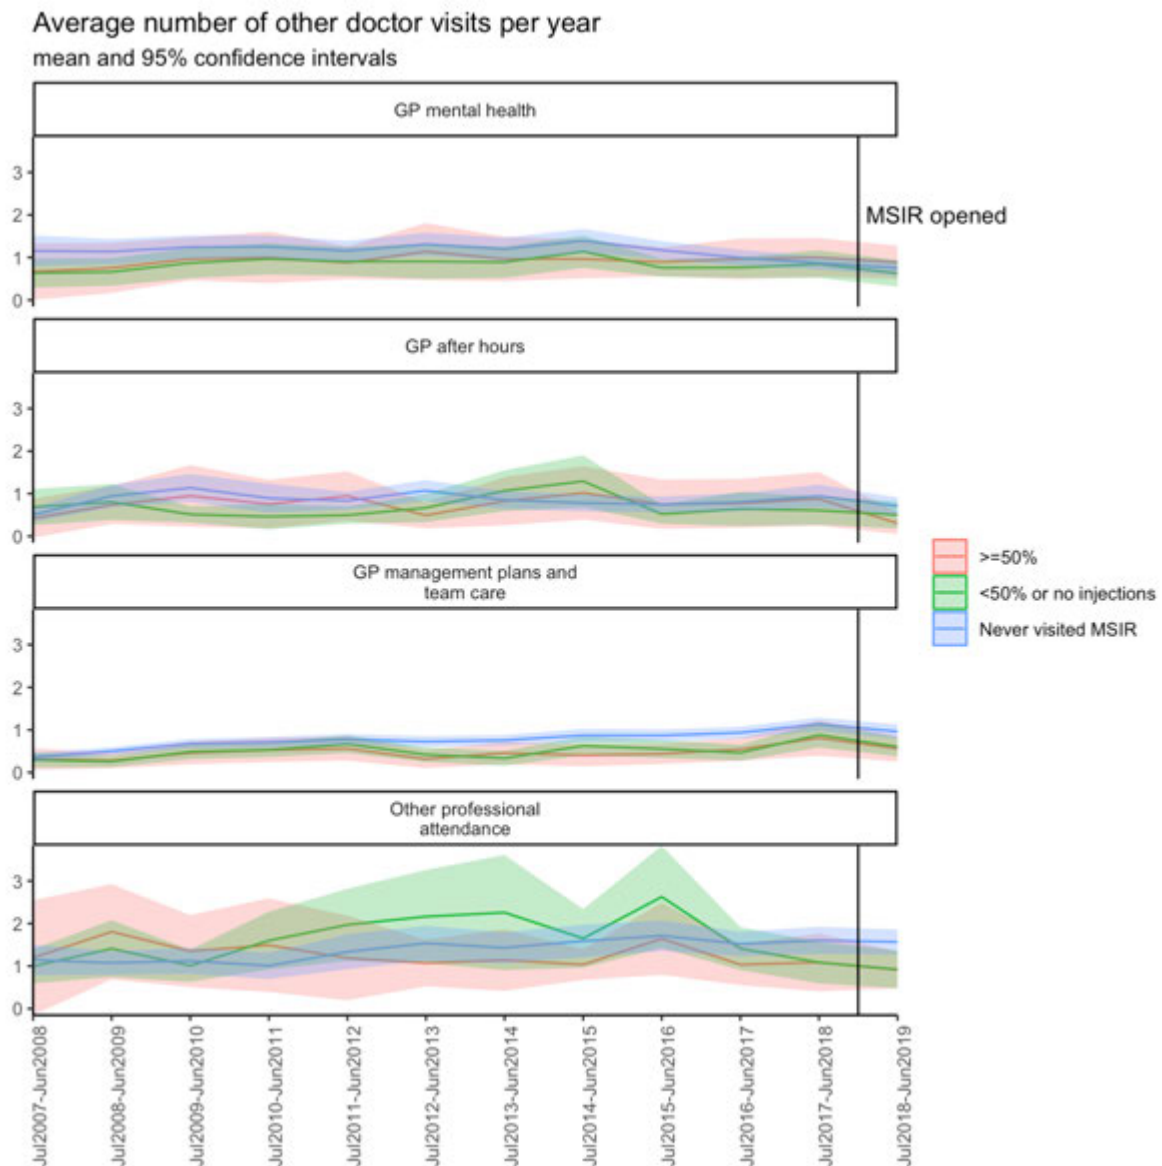 Average number of other doctor visits per year
mean and 95% confidence intervals
GP mental health
3
2
1
0
MSIR opened
GP after hours
3
2
1
0
GP management plans and
team care
3
2
1
0
>=50%
<50% or no injections
Never visited MSIR
Other professional
attendance
3
2
1
0
Jul2007-Jun2008
Jul2008-Jun2009
Jul2009-Jun2010
Jul2010-Jun2011
Jul2011-Jun2012
Jul2012-Jun2013
Jul2013-Jun2014
Jul2014-Jun2015
Jul2015-Jun2016
Jul2016-Jun2017
Jul2017-Jun2018
Jul2018-Jun2019